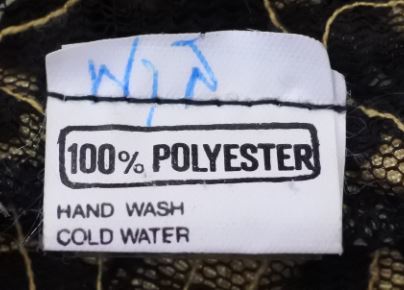 100% POLYESTER
HAND WASH
COLD WATER